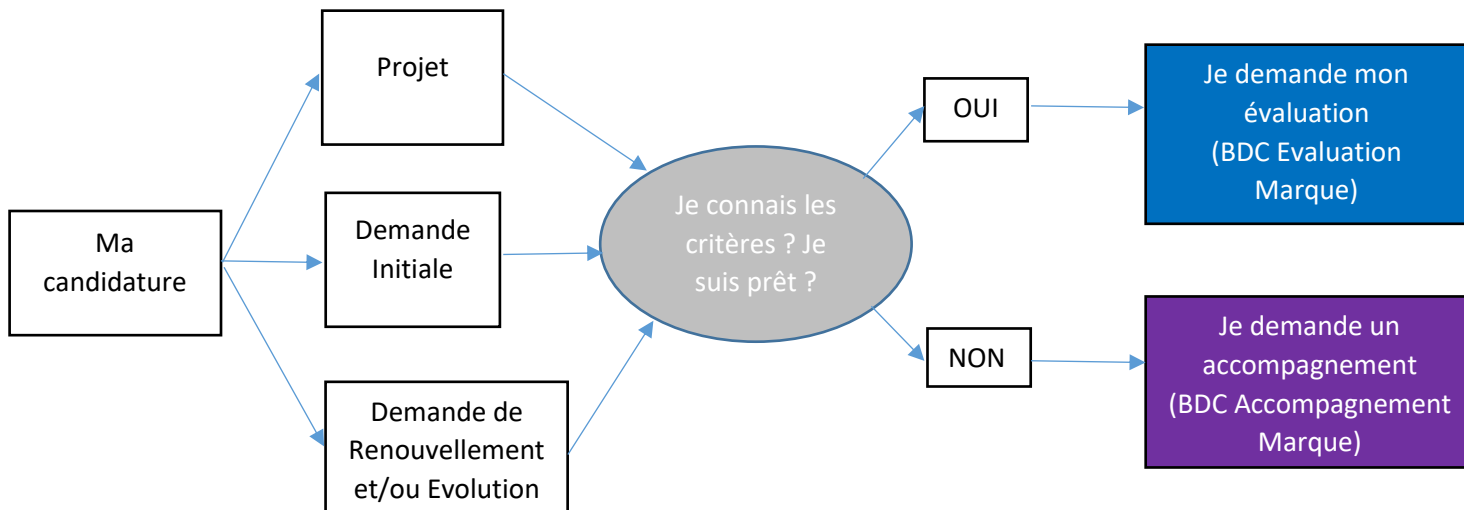 Ma
candidature
Projet
Demande
Initiale
Demande de
Renouvellement
et/ou Evolution
Je connais les
critères ? Je
suis prêt ?
OUI
NON
Je demande mon
évaluation
(BDC Evaluation
Marque)
Je demande un
accompagnement
(BDC Accompagnement
Marque)